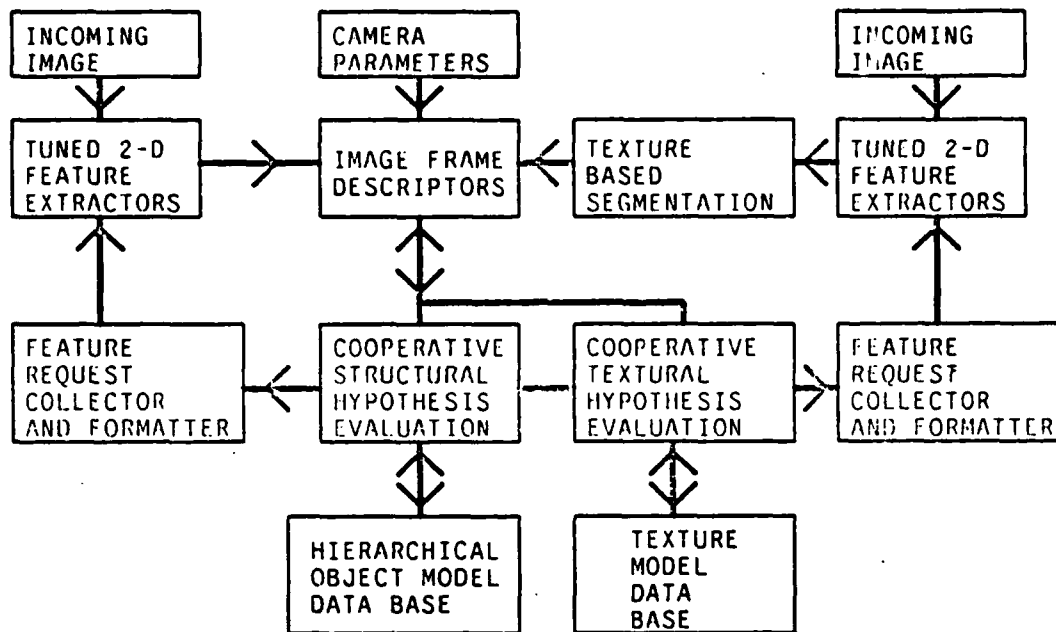 INCOMING
IMAGE
CAMERA
PARAMETERS
INCOMING
IMAGE
TUNED 2-D
FEATURE
EXTRACTORS
IMAGE FRAME
DESCRIPTORS
TEXTURE
BASED
SEGMENTATION
TUNED 2-D
FEATURE
EXTRACTORS
FEATURE
REQUEST
COLLECTOR
AND FORMATTER
COOPERATIVE
STRUCTURAL
HYPOTHESIS
EVALUATION
COOPERATIVE
TEXTURAL
HYPOTHESIS
EVALUATION
FEATURE
REQUEST
COLLECTOR
AND FORMATTER
HIERARCHICAL
OBJECT MODEL
DATA BASE
TEXTURE
MODEL
DATA
BASE